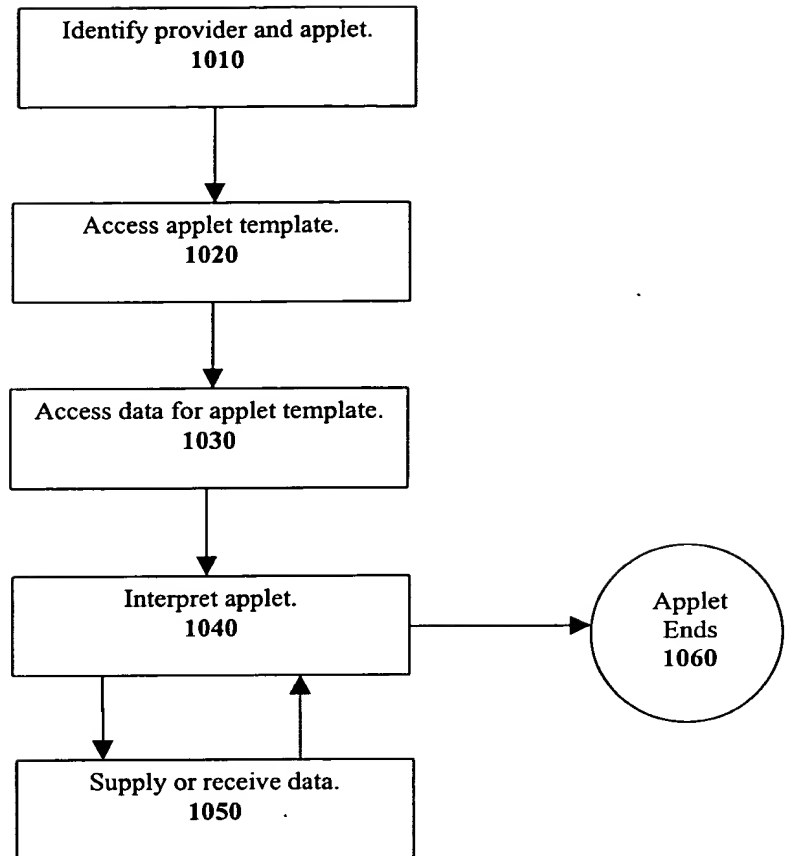 Identify provider and applet.
1010
Access applet template.
1020
Access data for applet template.
1030
Interpret applet.
1040
Applet
Ends
1060
Supply or receive data.
1050